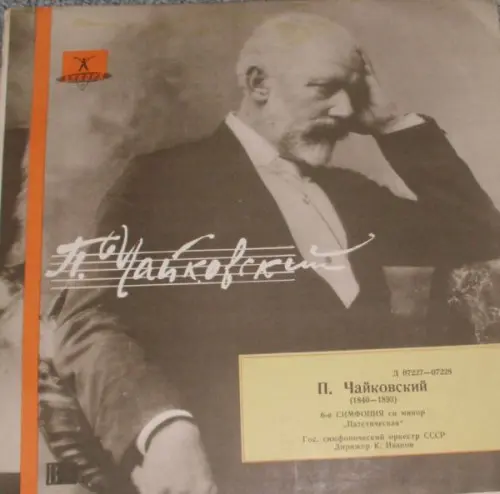 П. Чайковский
Д 07227—07228
П. Чайковский
(1840—1893)
6-я СИМФОНИЯ си минор
„Патетическая“
Гос. симфонический оркестр СССР
Дирижер К. Иванов